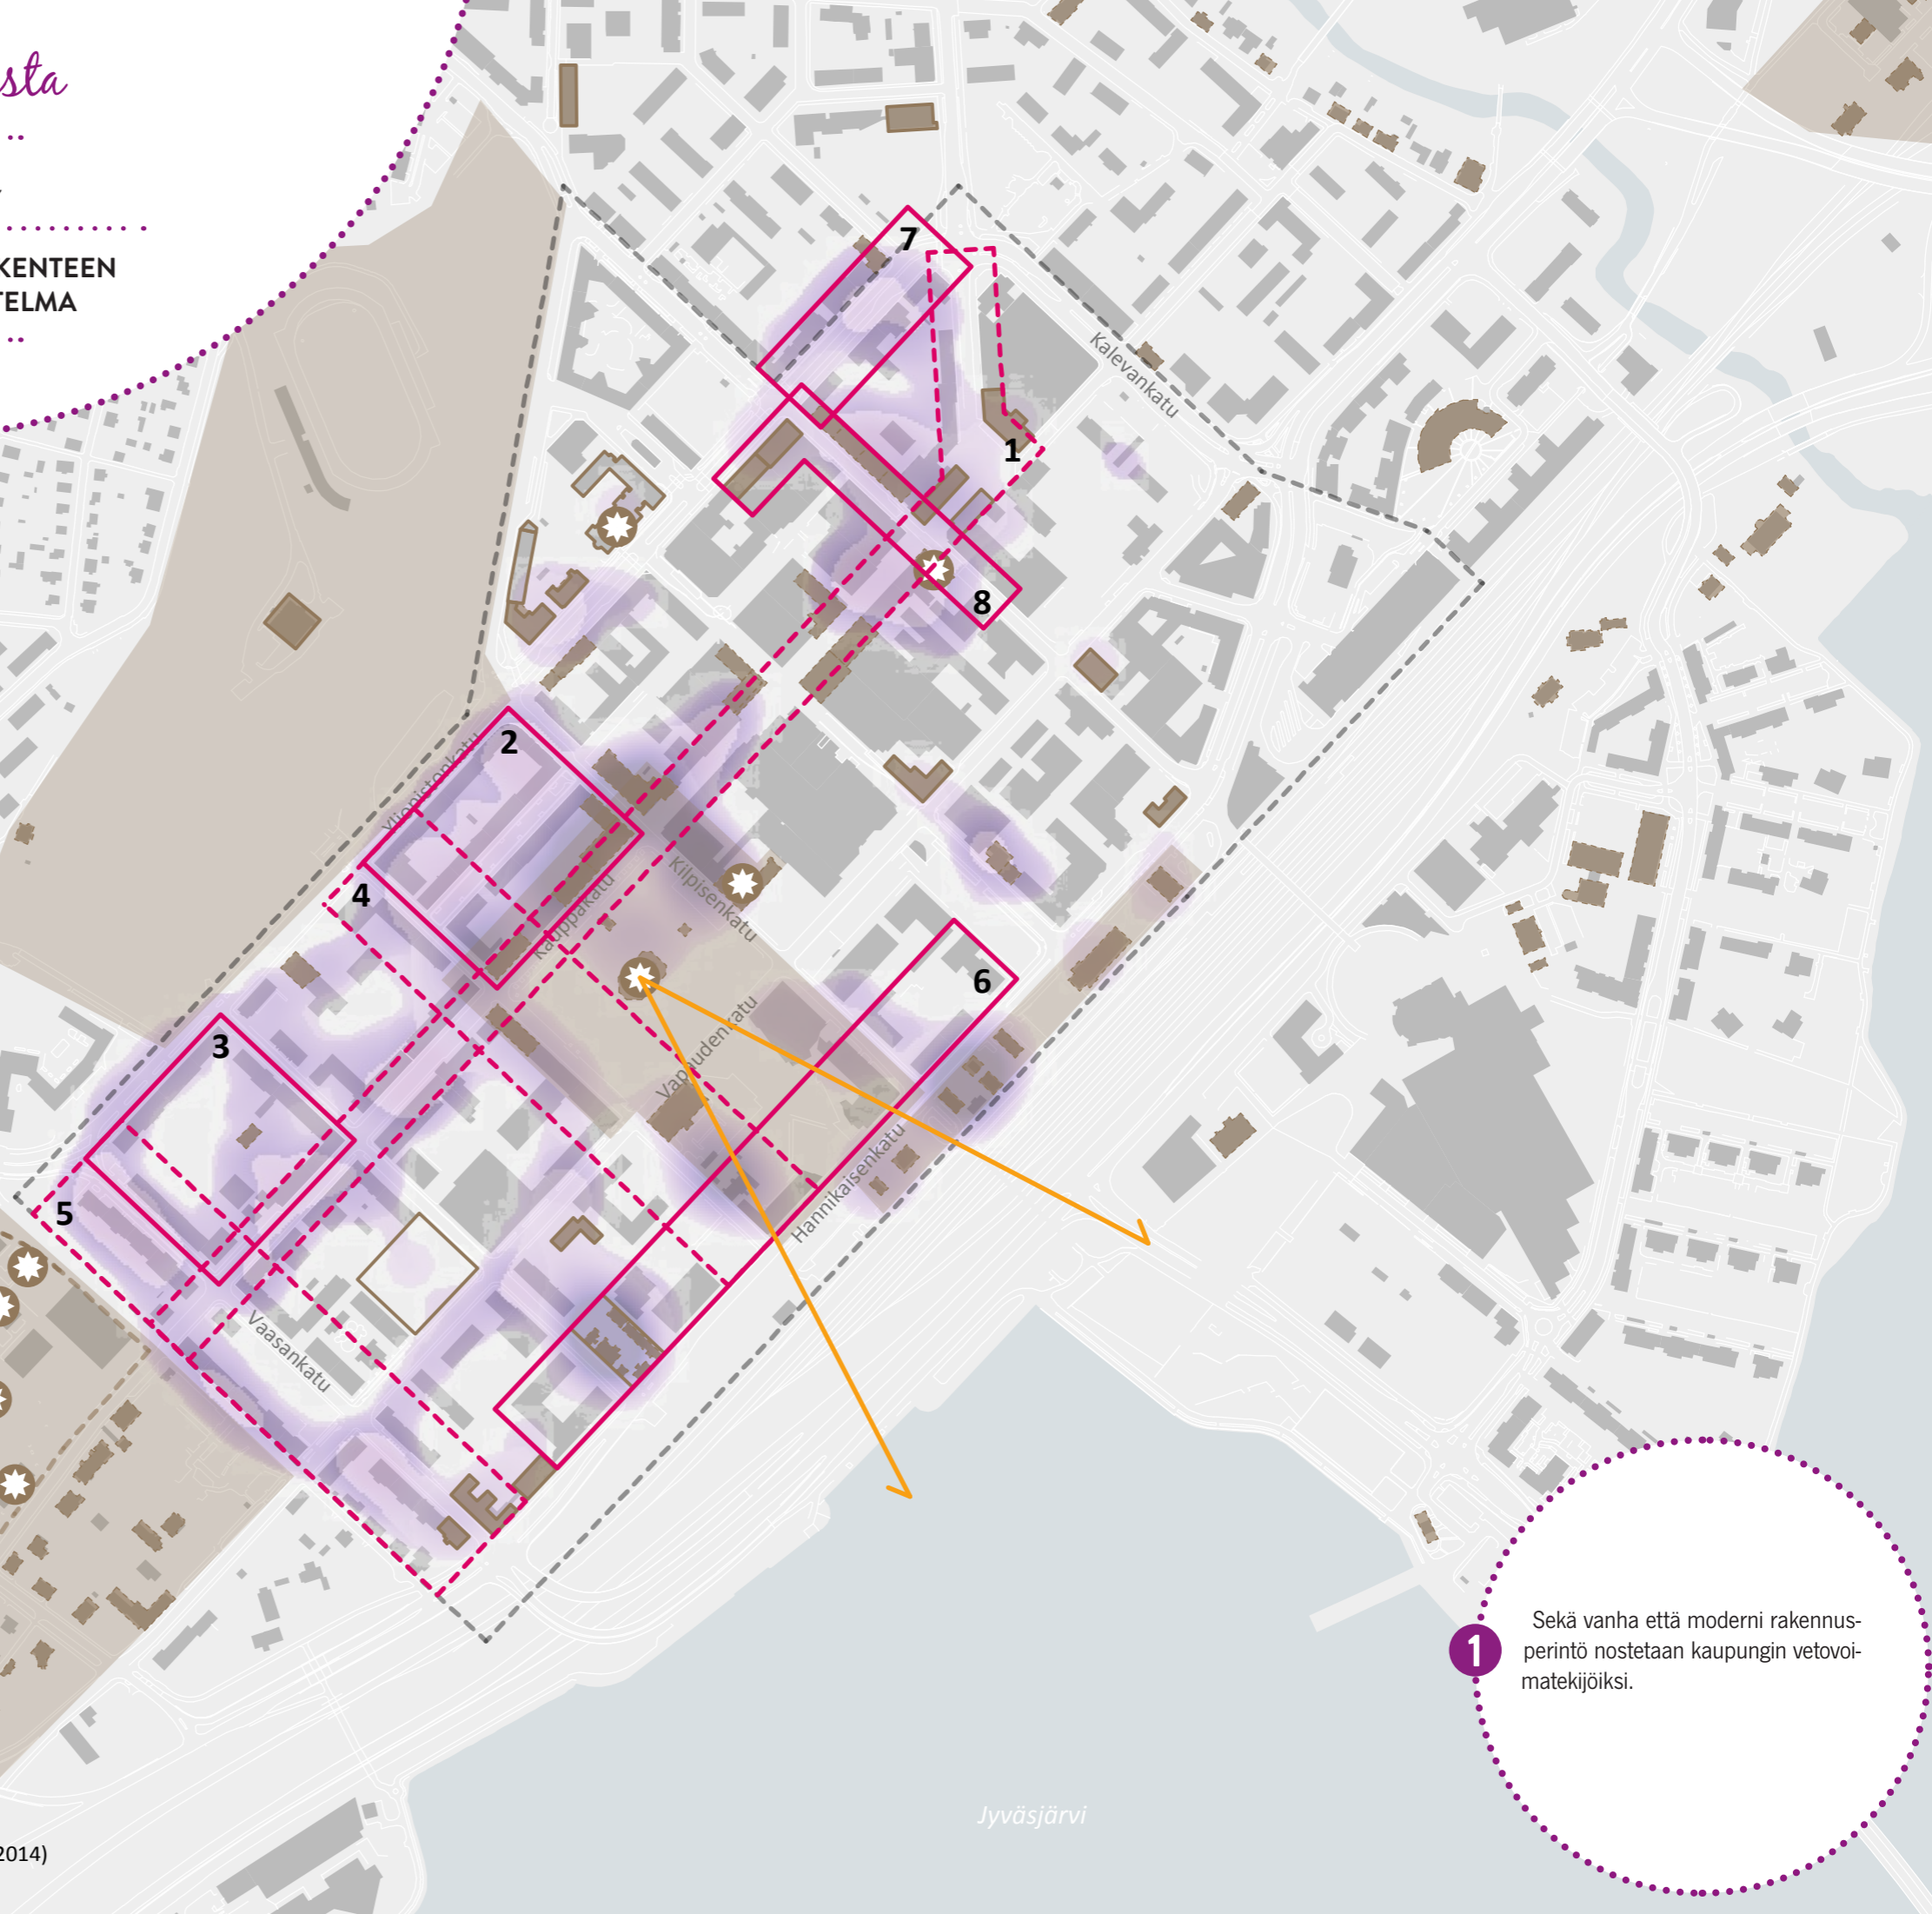 sta
KENTEEN
TELMA
7
Kalevankatu
1
8
2
Yliopistonkatu
4
Kilpisenkatu
Kauppakatu
6
Vapaudenkatu
3
Hannikaisenkatu
5
Vaasankatu
1
Sekä vanha että moderni rakennus-
perintö nostetaan kaupungin vetovoi-
matekijöiksi.
Jyväsjärvi
2014)